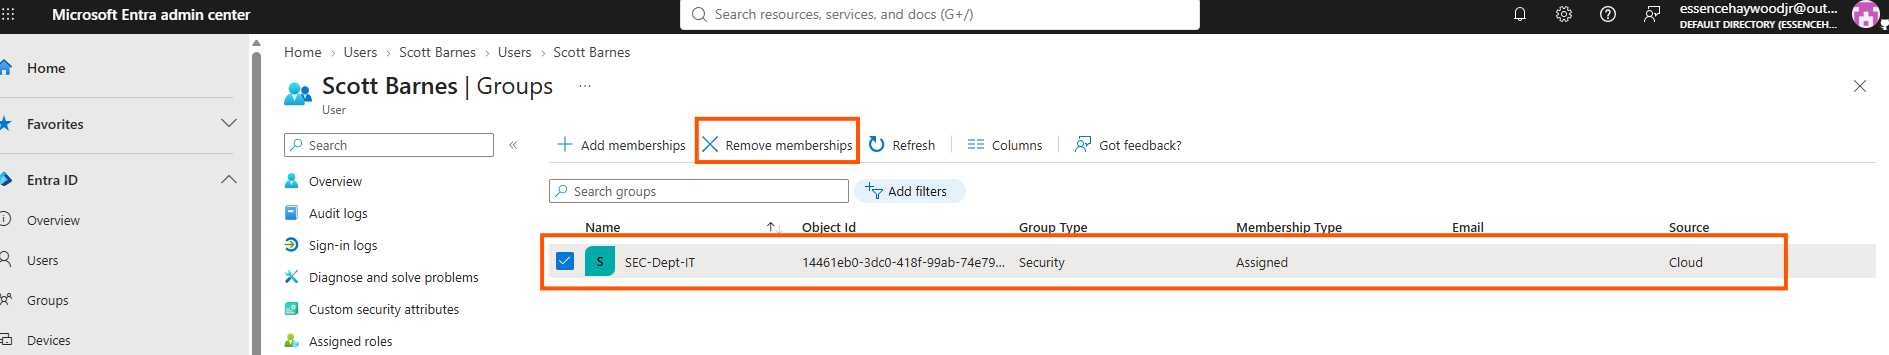 Microsoft Entra admin center
Search resources, services, and docs (G+/)
essencehaywoodjr@out...
DEFAULT DIRECTORY (ESSENCEH...
Home
Favorites
Entra ID
Overview
Users
Groups
Devices
Home > Users > Scott Barnes > Users > Scott Barnes
Scott Barnes | Groups ...
User
Search
«
Overview
Audit logs
Sign-in logs
Diagnose and solve problems
Custom security attributes
Assigned roles
Add memberships Remove memberships Refresh Columns Got feedback?
Search groups Add filters
Name Object Id Group Type Membership Type Email Source
S SEC-Dept-IT 14461eb0-3dc0-418f-99ab-74e79... Security Assigned Cloud